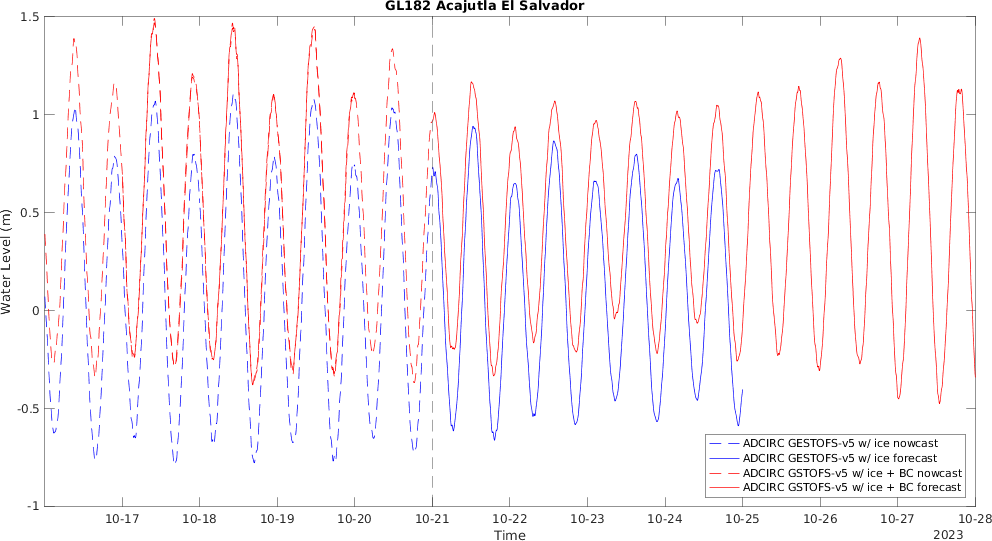 GL182 Acajutla El Salvador
Water Level (m)
1.5
1
0.5
0
-0.5
-1
ADCIRC GESTOFS-v5 w/ ice nowcast
ADCIRC GESTOFS-v5 w/ ice forecast
ADCIRC GSTOFS-v5 w/ ice + BC nowcast
ADCIRC GSTOFS-v5 w/ ice + BC forecast
10-17 10-18 10-19 10-20 10-21 10-22 10-23 10-24 10-25 10-26 10-27 10-28
Time
2023